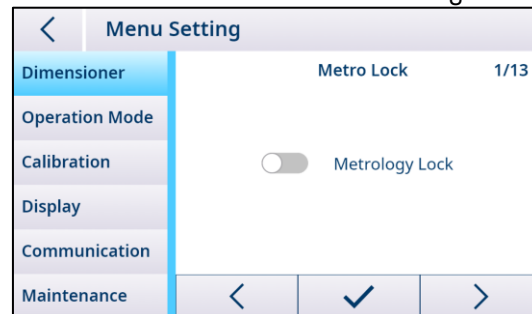 Menu Setting
Dimensioner
Operation Mode
Calibration
Display
Communication
Maintenance
Metro Lock 1/13
Metrology Lock